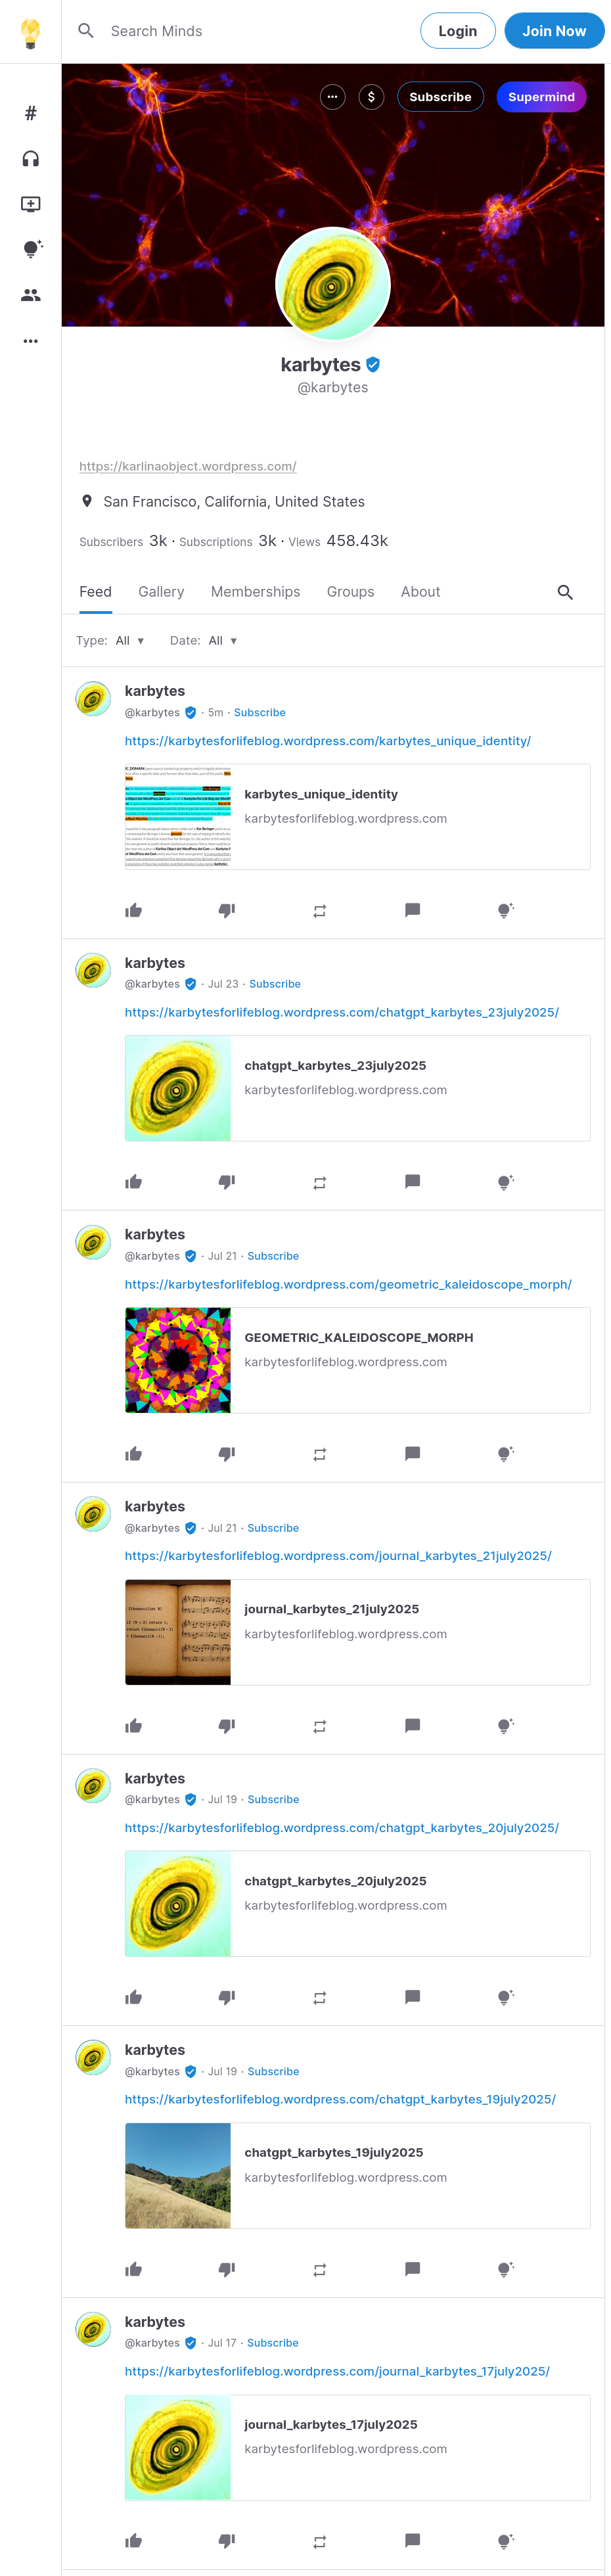 Search Minds
Login
Join Now
#
$
Subscribe
Supermind
karbytes
@karbytes
https://karlinaobject.wordpress.com/
San Francisco, California, United States
Subscribers 3k · Subscriptions 3k · Views 458.43k
Feed Gallery Memberships Groups About
Type: All ▾ Date: All ▾
karbytes
@karbytes · 5m · Subscribe
https://karbytesforlifeblog.wordpress.com/karbytes_unique_identity/
karbytes_unique_identity
karbytesforlifeblog.wordpress.com
karbytes
@karbytes · Jul 23 · Subscribe
https://karbytesforlifeblog.wordpress.com/chatgpt_karbytes_23july2025/
chatgpt_karbytes_23july2025
karbytesforlifeblog.wordpress.com
karbytes
@karbytes · Jul 21 · Subscribe
https://karbytesforlifeblog.wordpress.com/geometric_kaleidoscope_morph/
GEOMETRIC_KALEIDOSCOPE_MORPH
karbytesforlifeblog.wordpress.com
karbytes
@karbytes · Jul 21 · Subscribe
https://karbytesforlifeblog.wordpress.com/journal_karbytes_21july2025/
journal_karbytes_21july2025
karbytesforlifeblog.wordpress.com
karbytes
@karbytes · Jul 19 · Subscribe
https://karbytesforlifeblog.wordpress.com/chatgpt_karbytes_20july2025/
chatgpt_karbytes_20july2025
karbytesforlifeblog.wordpress.com
karbytes
@karbytes · Jul 19 · Subscribe
https://karbytesforlifeblog.wordpress.com/chatgpt_karbytes_19july2025/
chatgpt_karbytes_19july2025
karbytesforlifeblog.wordpress.com
karbytes
@karbytes · Jul 17 · Subscribe
https://karbytesforlifeblog.wordpress.com/journal_karbytes_17july2025/
journal_karbytes_17july2025
karbytesforlifeblog.wordpress.com